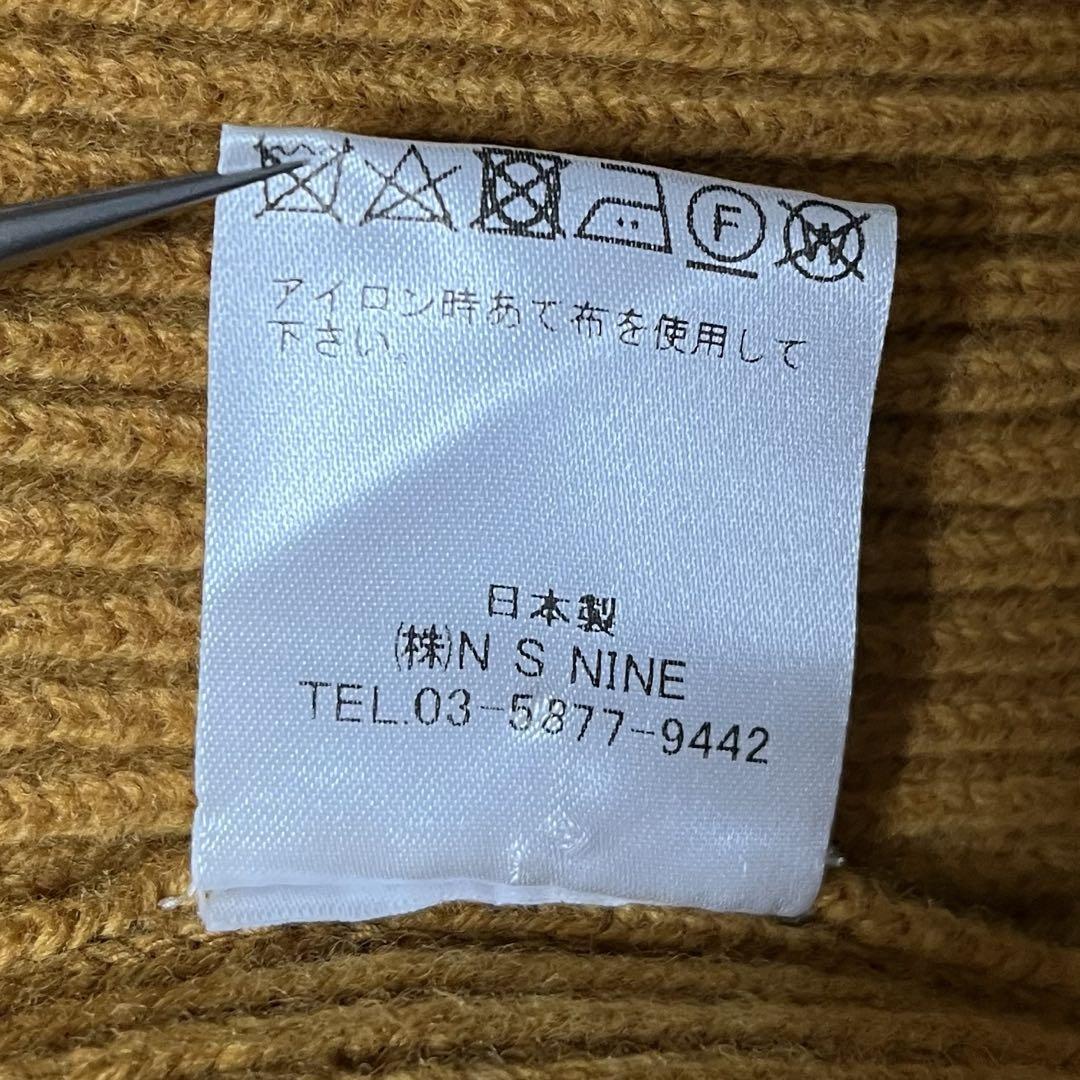 F W
アイロン時あて布を使用して
下さい。
日本製
(株)N S NINE
TEL.03-5877-9442